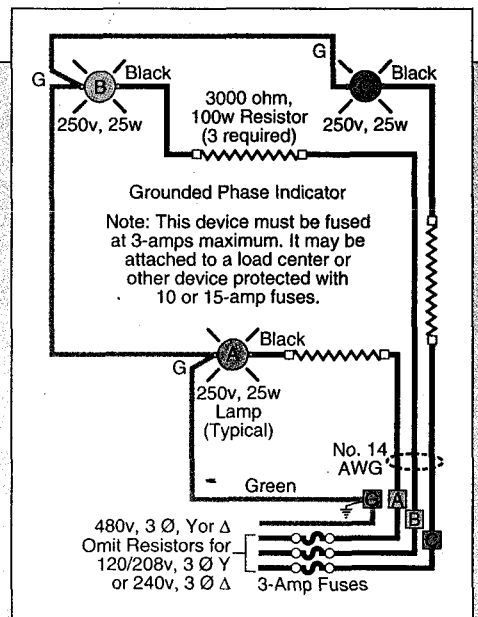 G
G
B
Black
Black
250v, 25w
3000 ohm,
100w Resistor
(3 required)
250v, 25w
Grounded Phase Indicator
Note: This device must be fused
at 3-amps maximum. It may be
attached to a load center or
other device protected with
10 or 15-amp fuses.
Black
A
G
250v, 25w
Lamp
(Typical)
No. 14
AWG
Green
G
A
B
480v, 3 Ø, Y or Δ
Omit Resistors for
120/208v, 3 Ø Y
or 240v, 3 Ø Δ
3-Amp Fuses